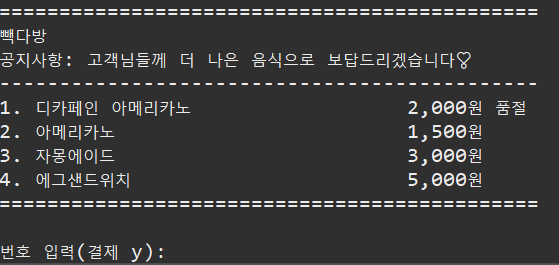 =============================================
빽다방
공지사항: 고객님들께 더 나은 음식으로 보답드리겠습니다❣
---------------------------------------------
1. 디카페인 아메리카노 2,000원 품절
2. 아메리카노 1,500원
3. 자몽에이드 3,000원
4. 에그샌드위치 5,000원
=============================================
번호 입력(결제 y):